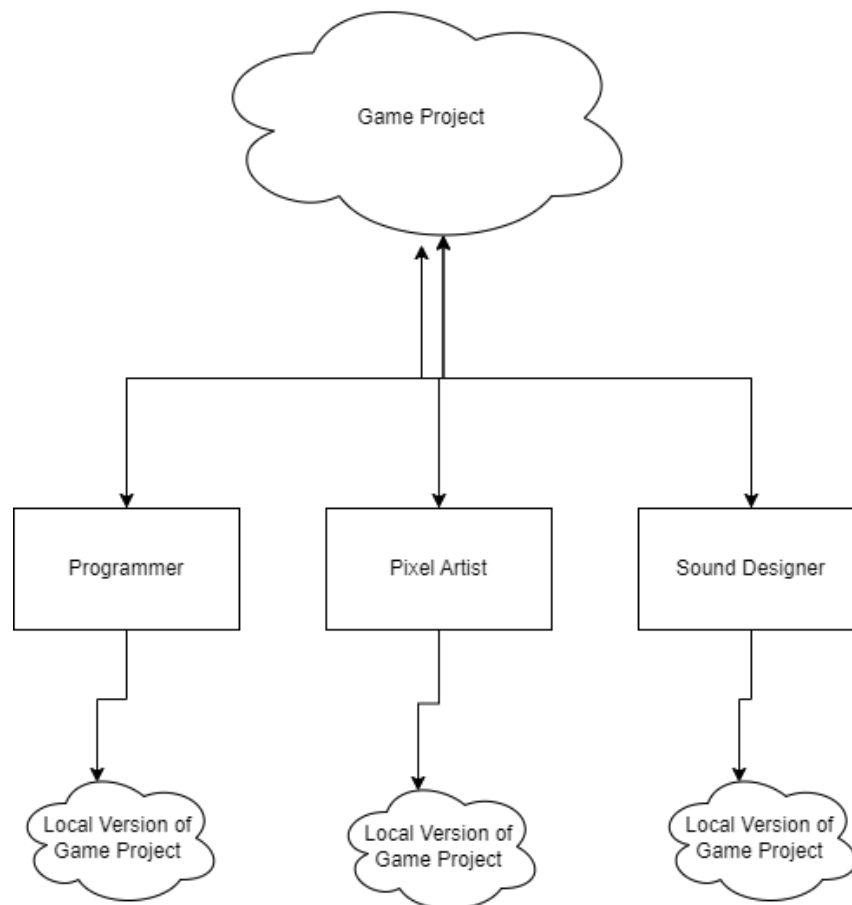 Game Project
Programmer
Pixel Artist
Sound Designer
Local Version of
Game Project
Local Version of
Game Project
Local Version of
Game Project